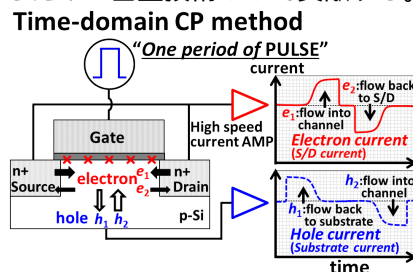 Time-domain CP method
"One period of PULSE"
current
e2:flow back
to S/D
e1:flow into
channel
Electron current
(S/D current)
High speed
current AMP
Gate
n+
Source
electron
e1
e2
n+
Drain
hole h1 h2
p-Si
h2:flow into
channel
h1:flow back
to substrate
Hole current
(Substrate current)
time